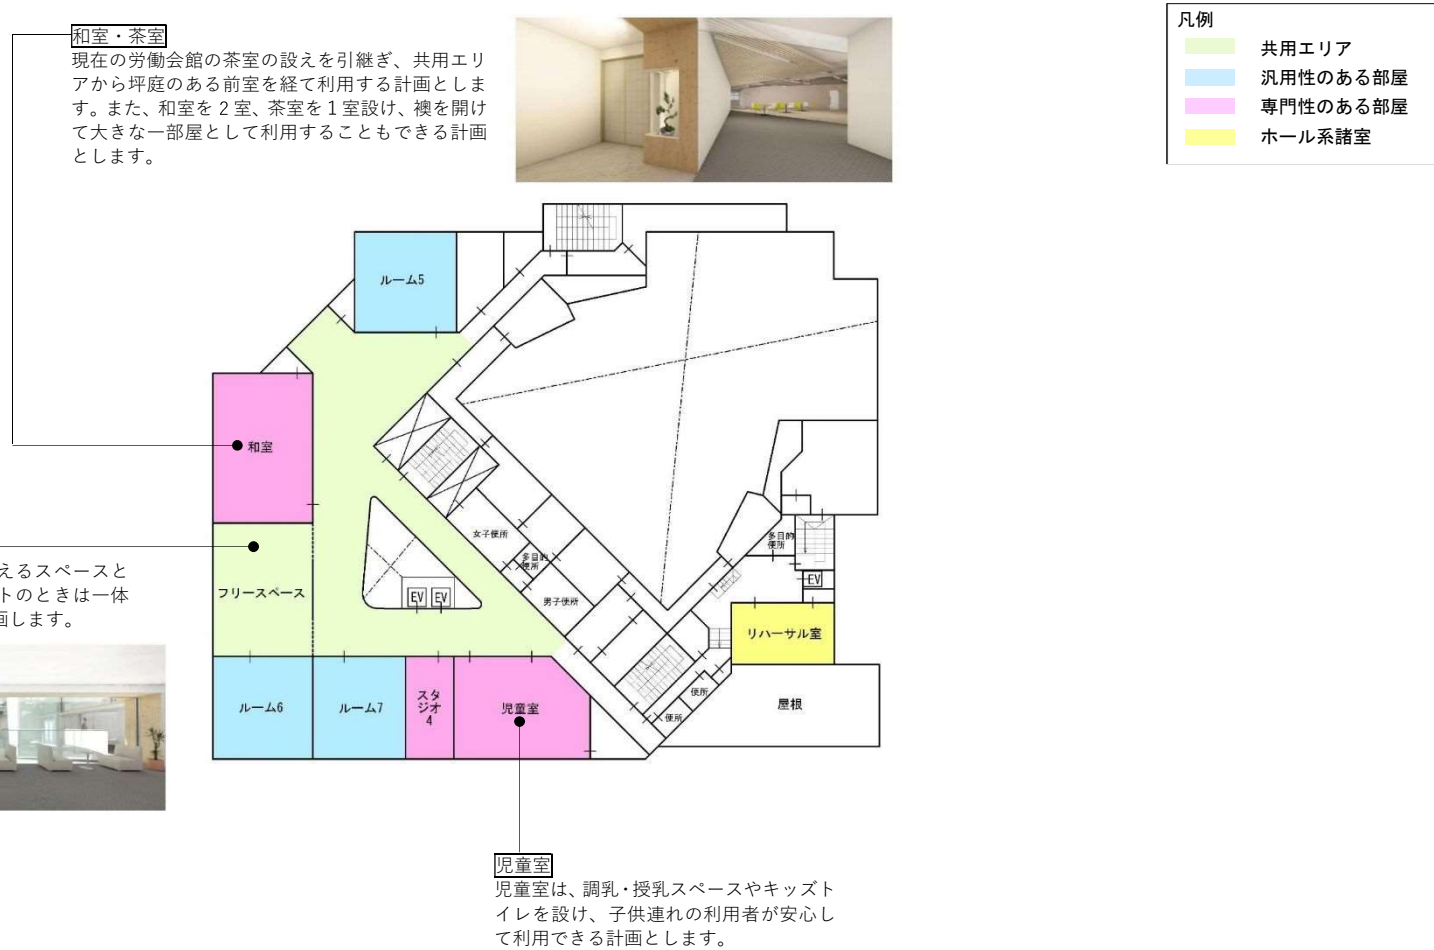 和室・茶室
現在の労働会館の茶室の設えを引継ぎ、共用エリ
アから坪庭のある前室を経て利用する計画としま
す。また、和室を２室、茶室を１室設け、襖を開け
て大きな一部屋として利用することもできる計画
とします。
凡例
共用エリア
汎用性のある部屋
専門性のある部屋
ホール系諸室
ルーム5
和室
女子便所
多目的
便所
男子便所
多目的
便所
EV
フリースペース
EV
EV
リハーサル室
えるスペースと
トのときは一体
画します。
ルーム6
ルーム7
スタジオ4
児童室
便所
便所
屋根
児童室
児童室は、調乳・授乳スペースやキッズト
イレを設け、子供連れの利用者が安心し
て利用できる計画とします。